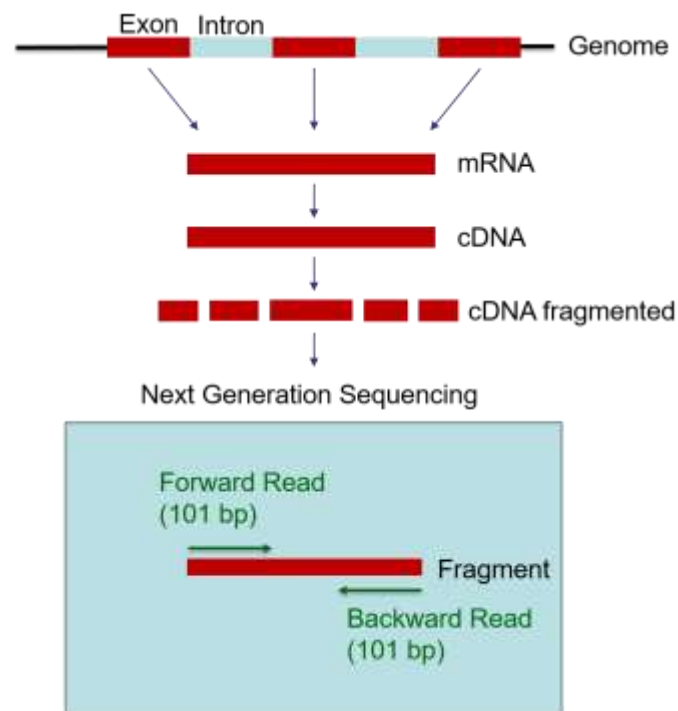 Exon Intron
Genome
mRNA
cDNA
cDNA fragmented
Next Generation Sequencing
Forward Read
(101 bp)
Fragment
Backward Read
(101 bp)